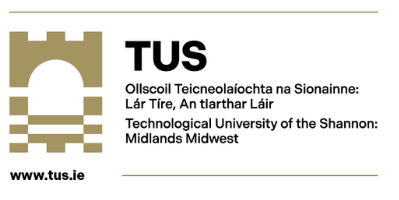 TUS
Ollscoil Teicneolaíochta na Sionainne:
Lár Tíre, An tIarthar Láir
Technological University of the Shannon:
Midlands Midwest
www.tus.ie